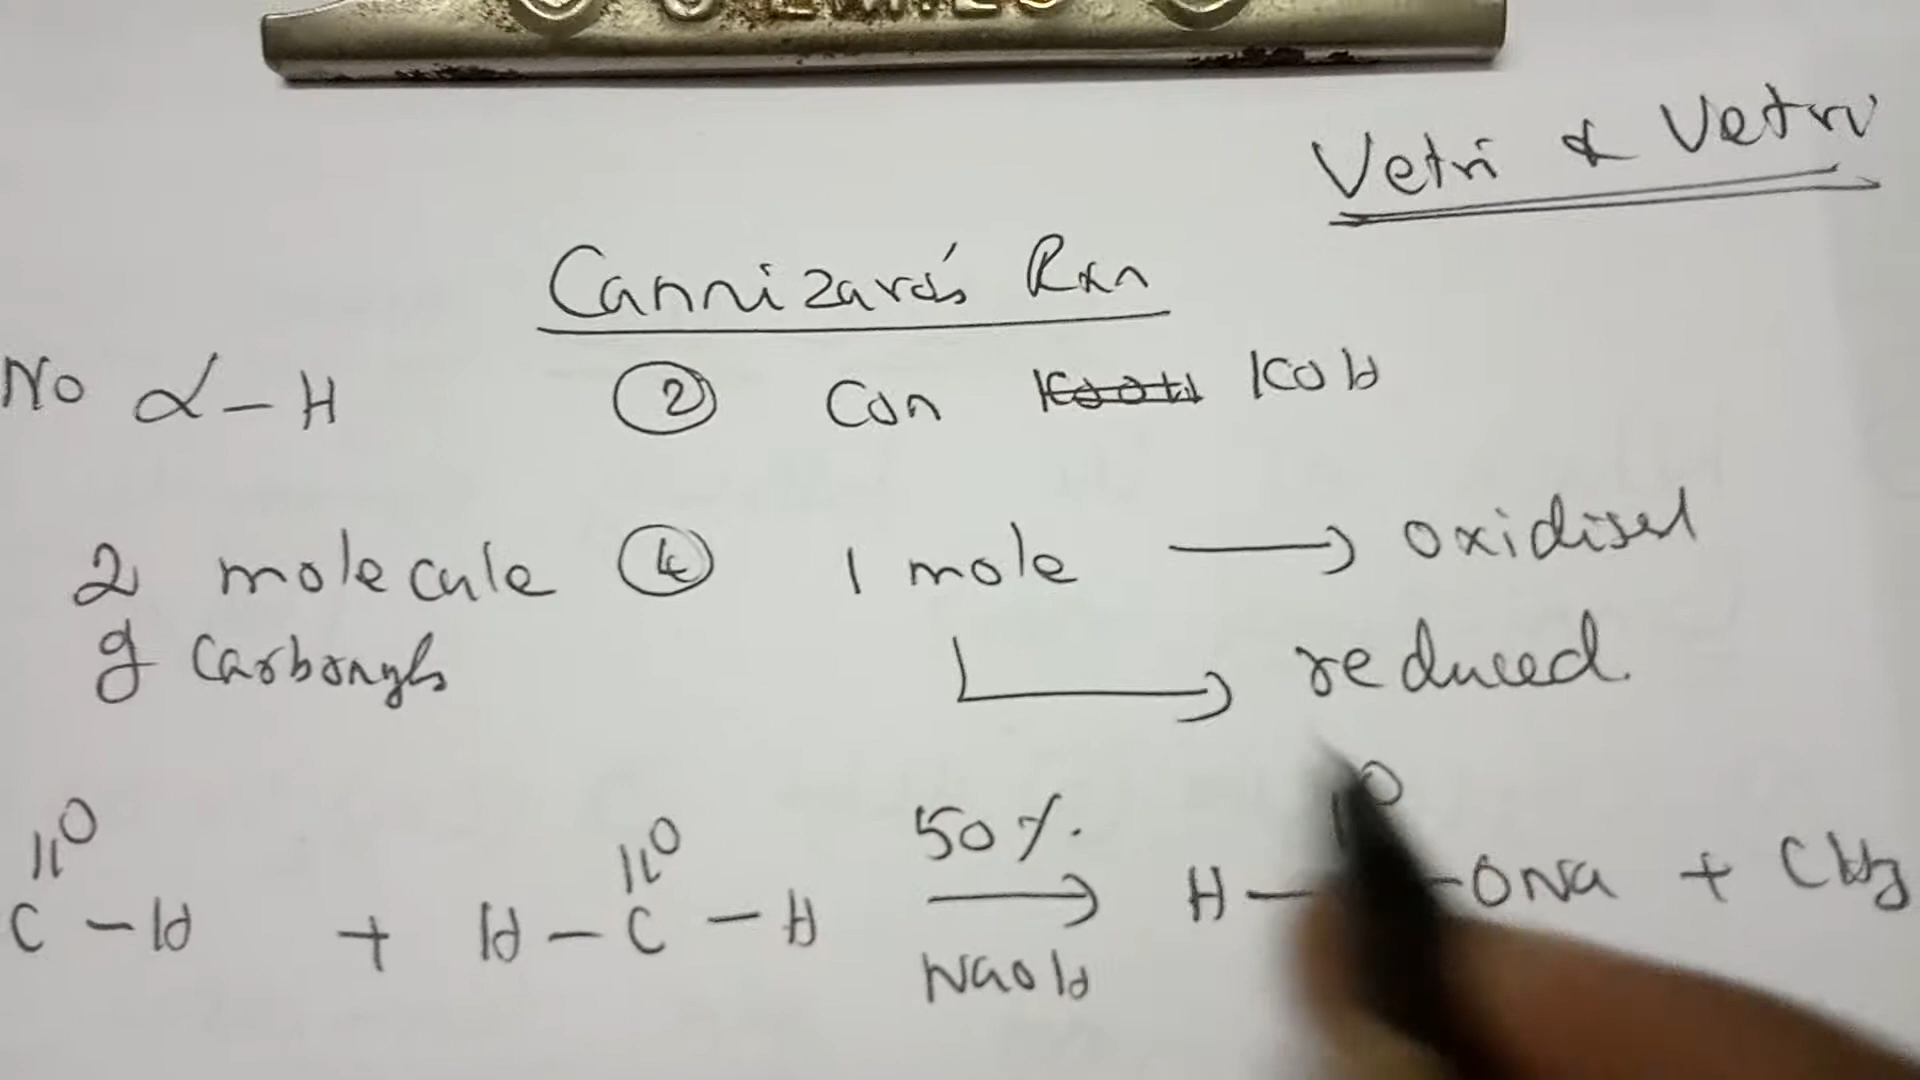 Vetri & Vetri
Cannizaro's Rxn
No α-H ② Con KOH
2 molecule ④ 1 mole → oxidised
of carbonyls → reduced.
O O 50% O
C-H + H-C-H → H- -ONa + CH3
NaOH